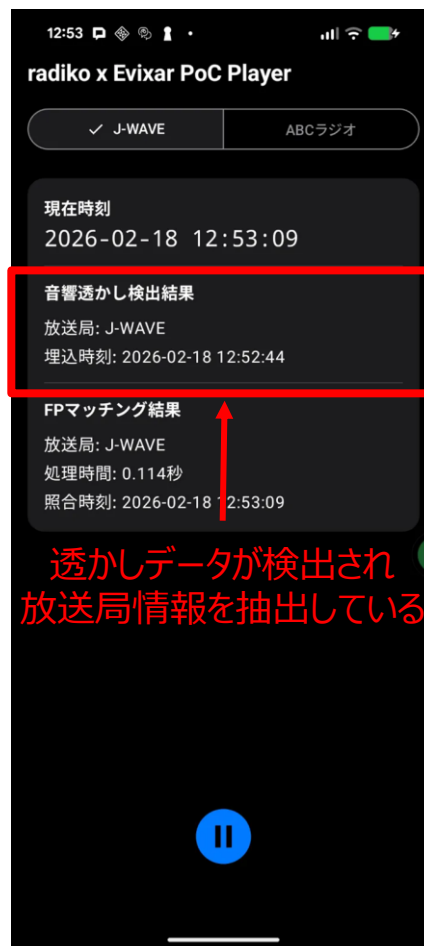 12:53
radiko x Evixar PoC Player
✓ J-WAVE
ABCラジオ
現在時刻
2026-02-18 12:53:09
音響透かし検出結果
放送局: J-WAVE
埋込時刻: 2026-02-18 12:52:44
FPマッチング結果
放送局: J-WAVE
処理時間: 0.114秒
照合時刻: 2026-02-18 12:53:09
透かしデータが検出され
放送局情報を抽出している